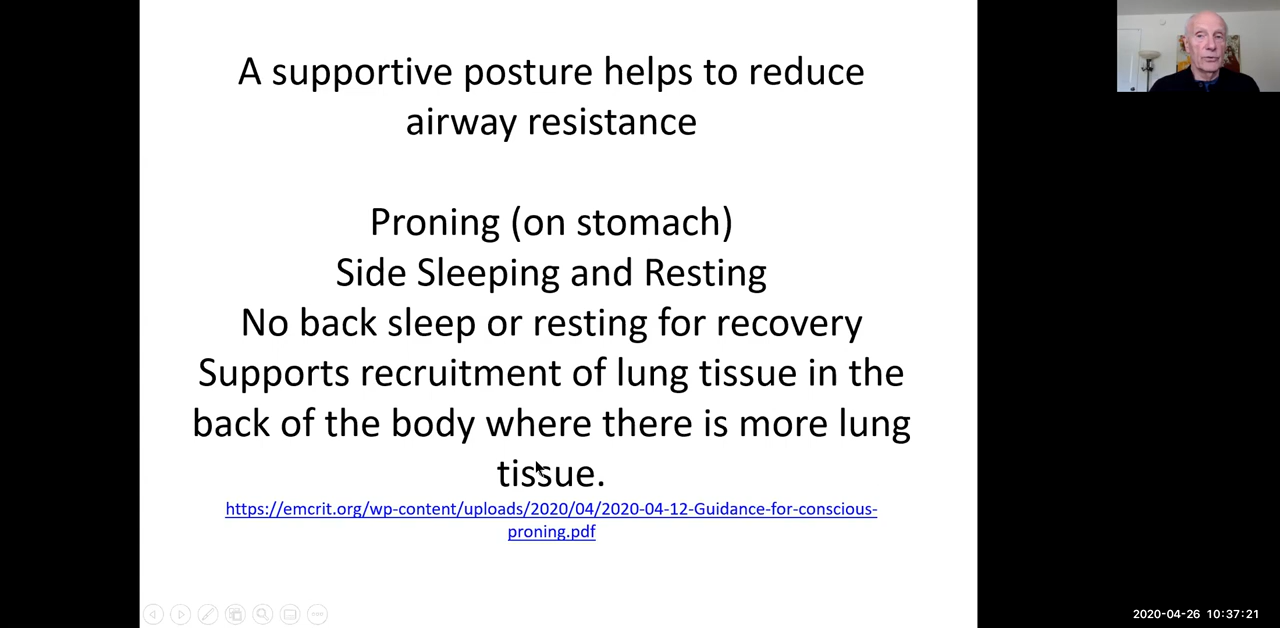 A supportive posture helps to reduce
airway resistance
Proning (on stomach)
Side Sleeping and Resting
No back sleep or resting for recovery
Supports recruitment of lung tissue in the
back of the body where there is more lung
tissue.
https://emcrit.org/wp-content/uploads/2020/04/2020-04-12-Guidance-for-conscious-
proning.pdf
2020-04-26 10:37:21